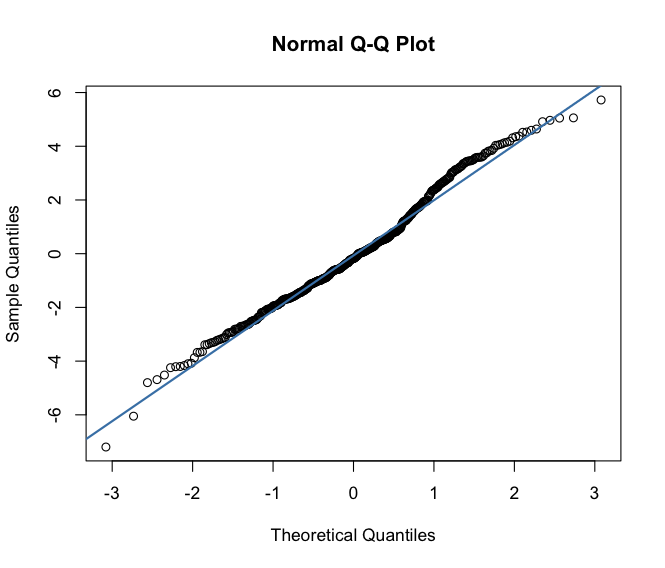 Normal Q-Q Plot
6
4
2
0
-2
-4
-6
Sample Quantiles
-3 -2 -1 0 1 2 3
Theoretical Quantiles